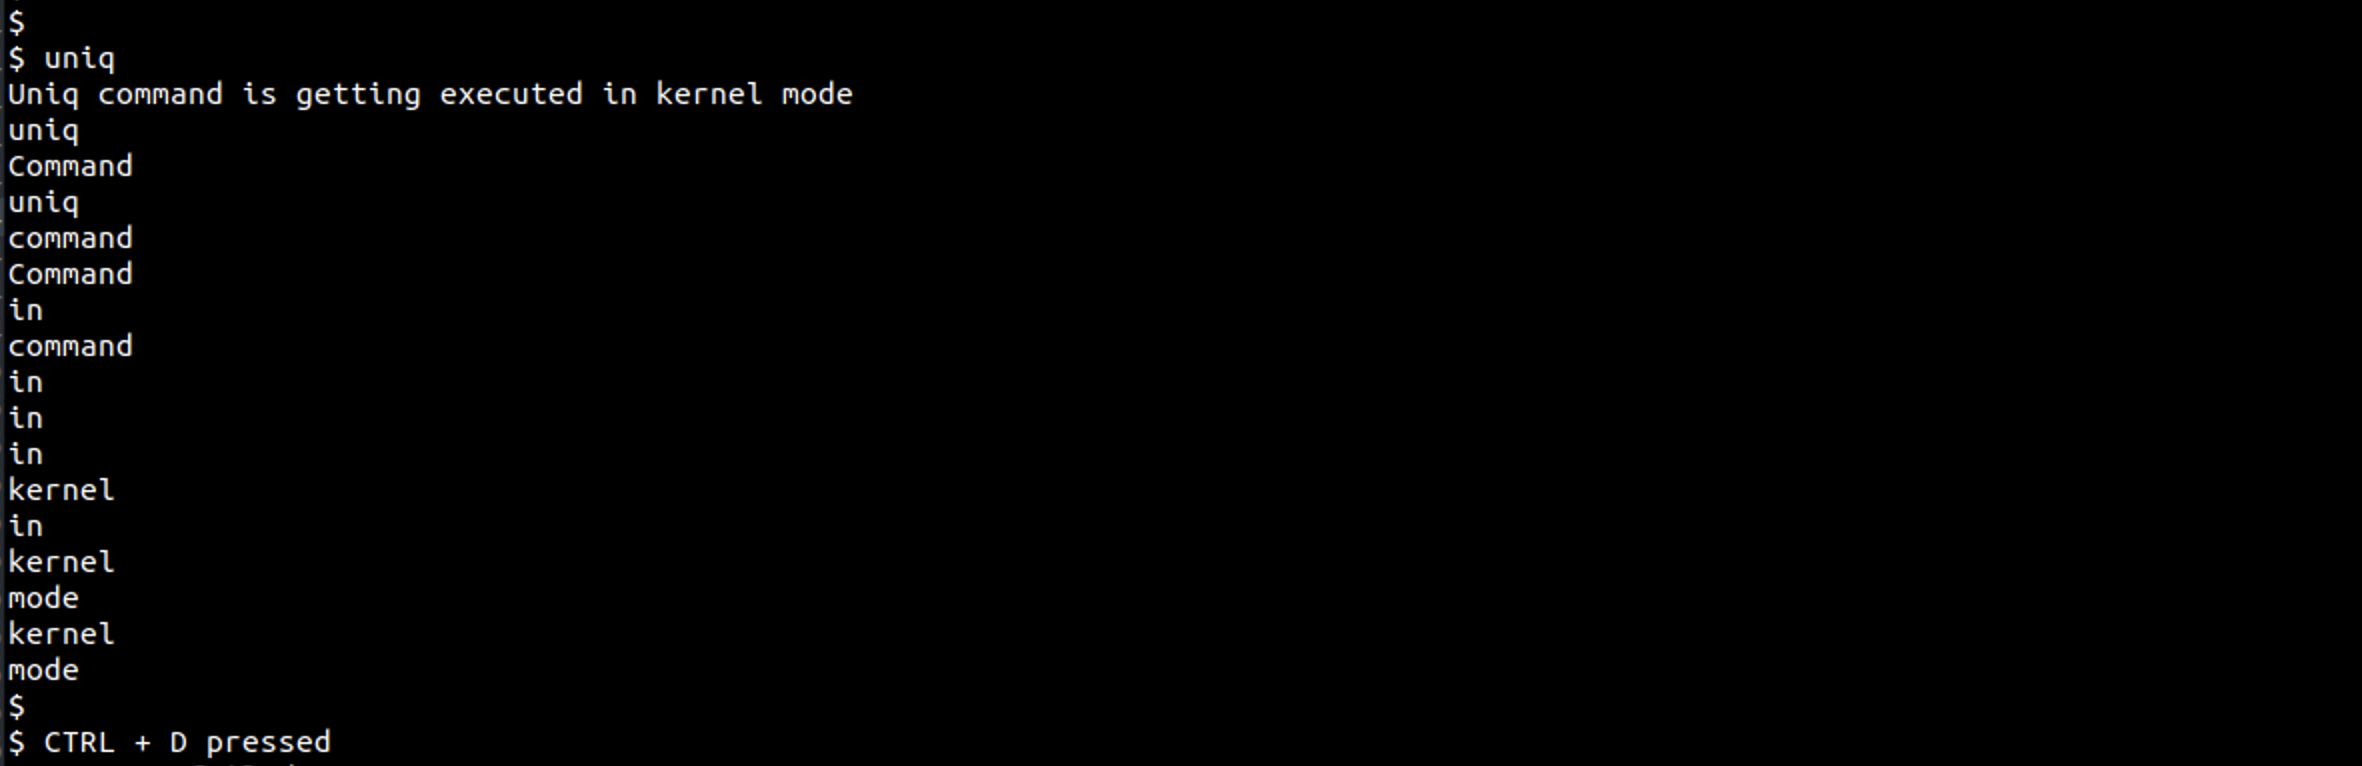 $
$ uniq
Uniq command is getting executed in kernel mode
uniq
Command
uniq
command
Command
in
command
in
in
in
kernel
in
kernel
mode
kernel
mode
$
$ CTRL + D pressed